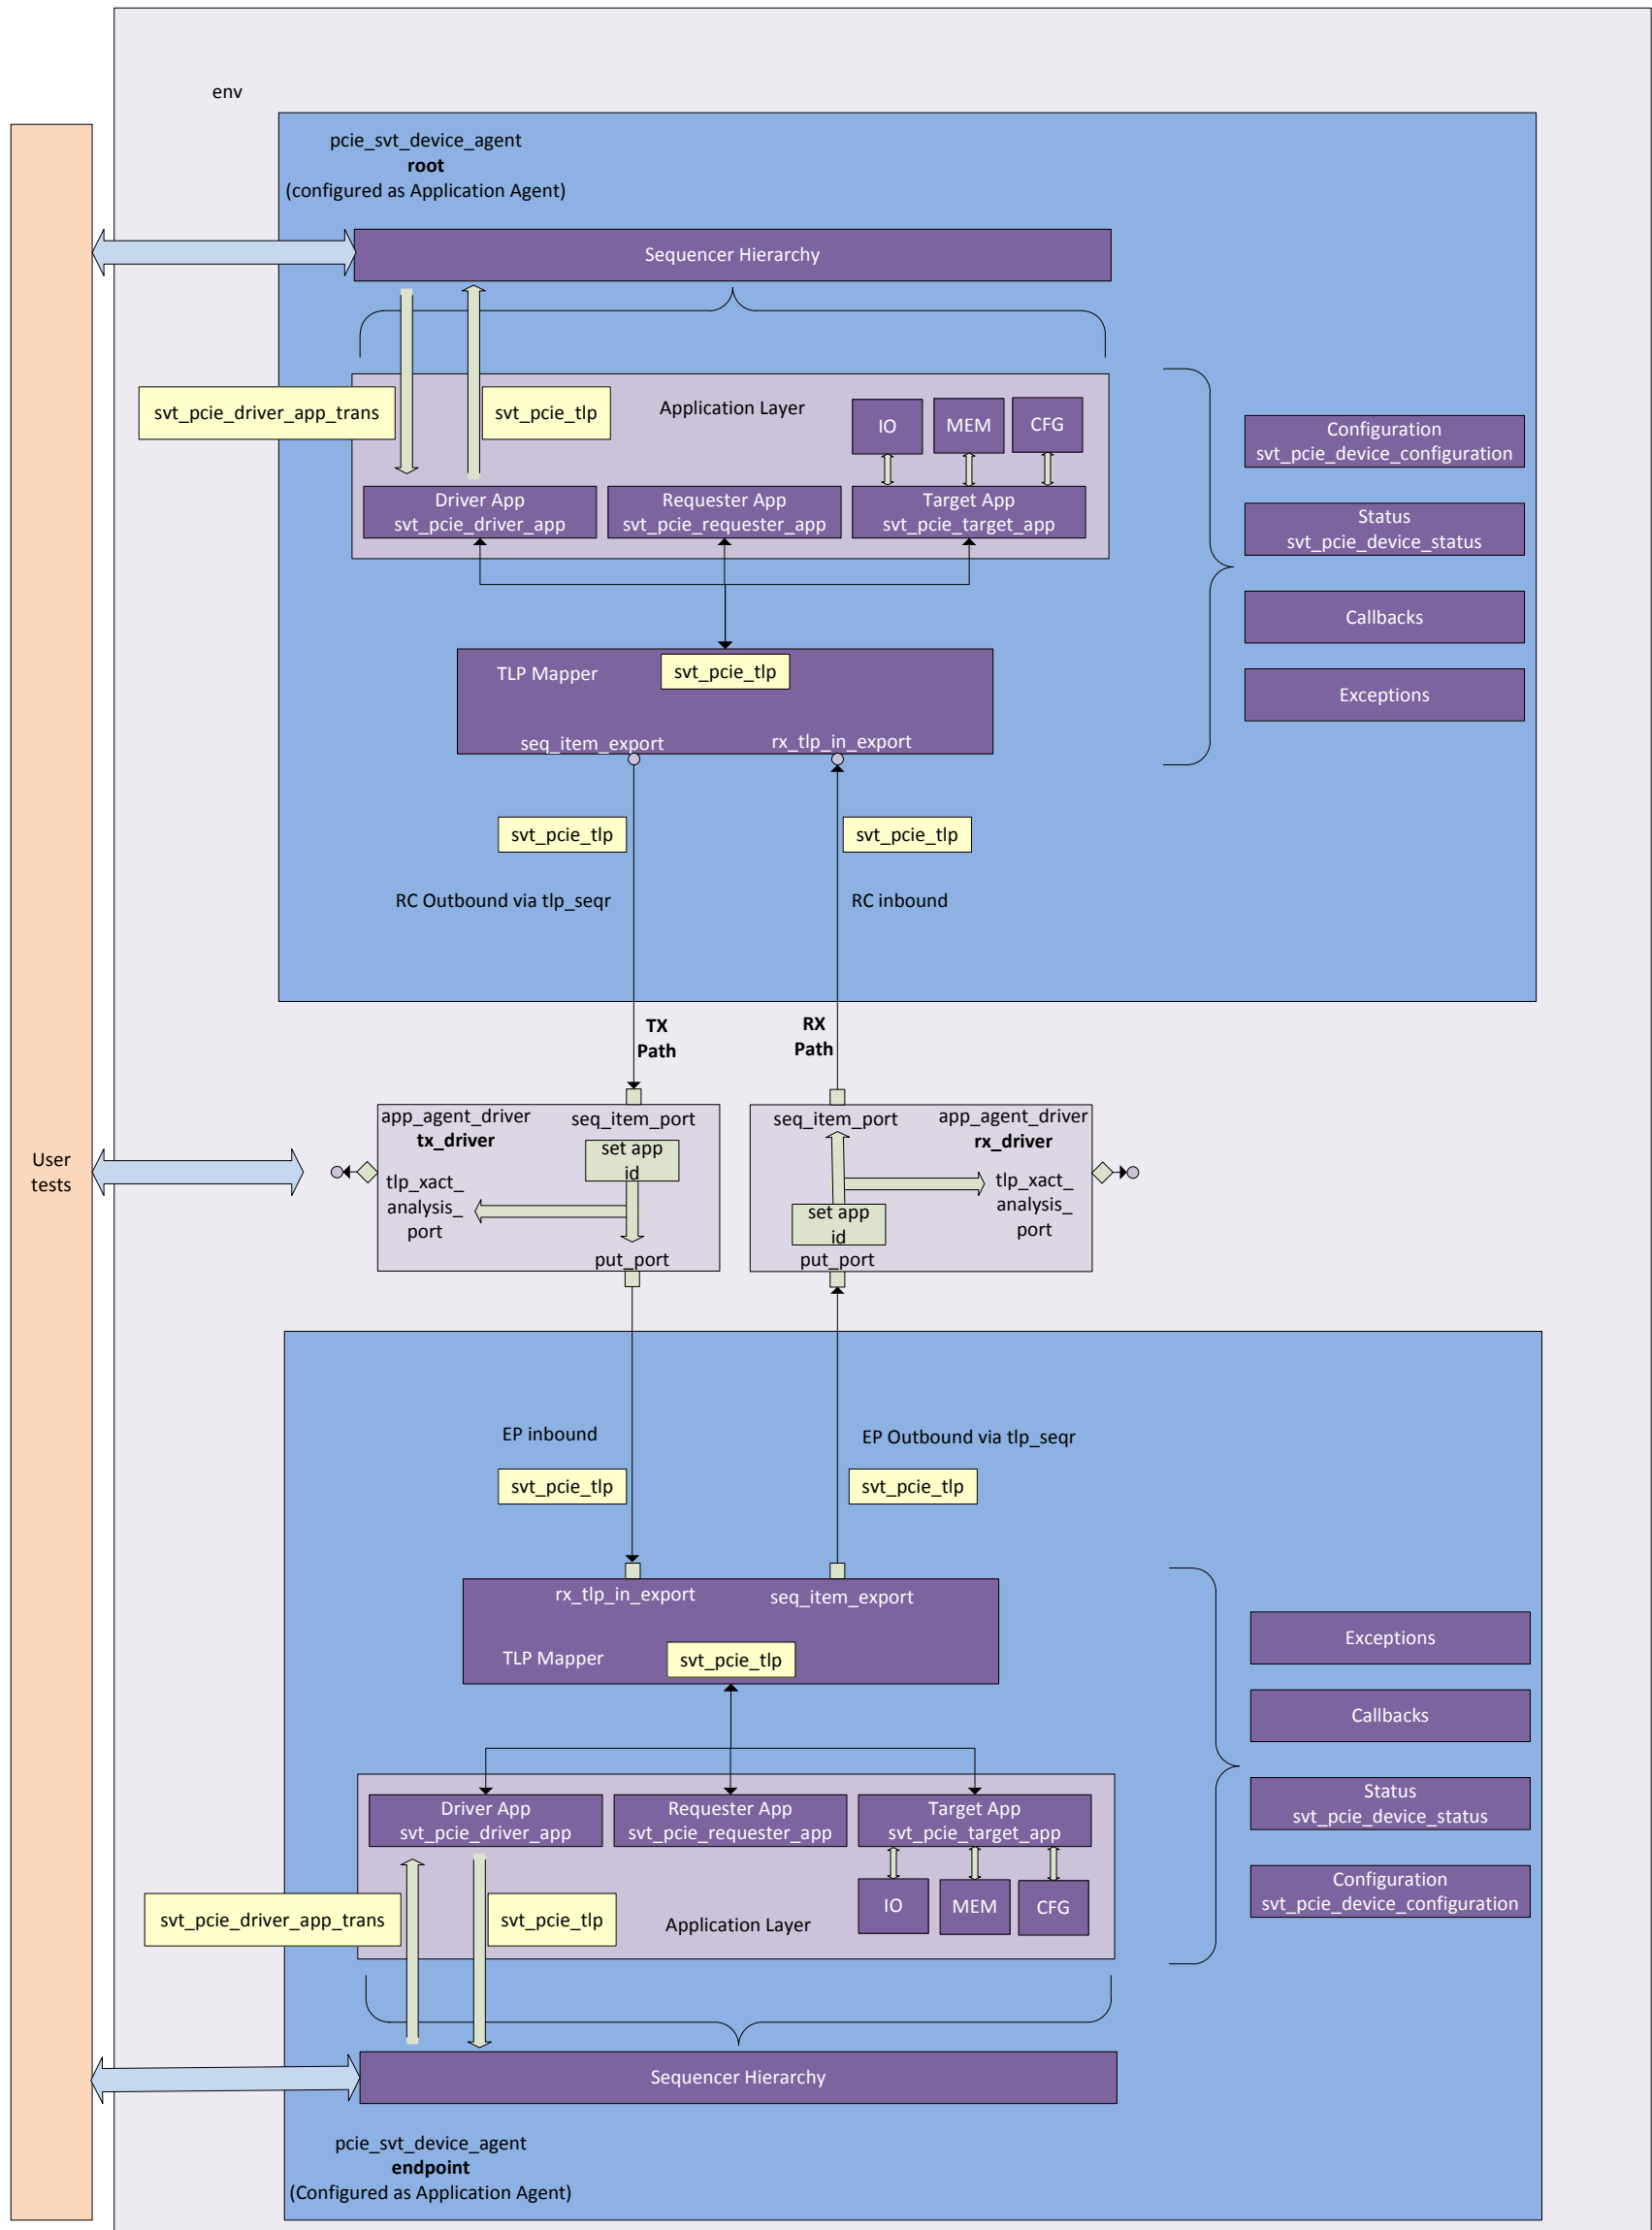 env
pcie_svt_device_agent
root
(configured as Application Agent)
Sequencer Hierarchy
svt_pcie_driver_app_trans
svt_pcie_tlp
Application Layer
IO
MEM
CFG
Driver App
svt_pcie_driver_app
Requester App
svt_pcie_requester_app
Target App
svt_pcie_target_app
Configuration
svt_pcie_device_configuration
Status
svt_pcie_device_status
Callbacks
Exceptions
TLP Mapper
svt_pcie_tlp
seq_item_export
rx_tlp_in_export
svt_pcie_tlp
svt_pcie_tlp
RC Outbound via tlp_seqr
RC inbound
TX
Path
RX
Path
User
tests
app_agent_driver
tx_driver
seq_item_port
set app
id
tlp_xact_
analysis_
port
put_port
seq_item_port
app_agent_driver
rx_driver
tlp_xact_
analysis_
port
set app
id
put_port
EP inbound
EP Outbound via tlp_seqr
svt_pcie_tlp
svt_pcie_tlp
rx_tlp_in_export
seq_item_export
TLP Mapper
svt_pcie_tlp
Exceptions
Callbacks
Status
svt_pcie_device_status
Configuration
svt_pcie_device_configuration
Driver App
svt_pcie_driver_app
Requester App
svt_pcie_requester_app
Target App
svt_pcie_target_app
IO
MEM
CFG
svt_pcie_driver_app_trans
svt_pcie_tlp
Application Layer
Sequencer Hierarchy
pcie_svt_device_agent
endpoint
(Configured as Application Agent)